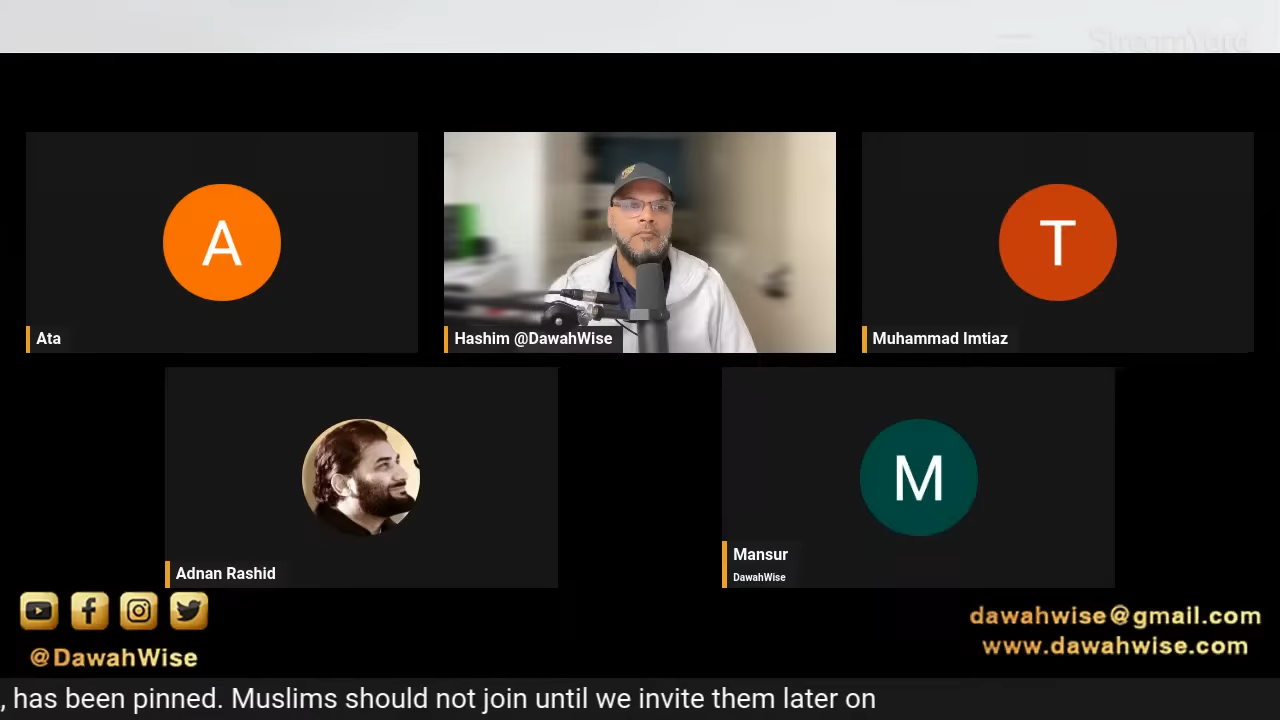 StreamYard
A
T
Ata
Hashim @DawahWise
Muhammad Imtiaz
M
Adnan Rashid
Mansur
DawahWise
dawahwise@gmail.com
www.dawahwise.com
@DawahWise
, has been pinned. Muslims should not join until we invite them later on